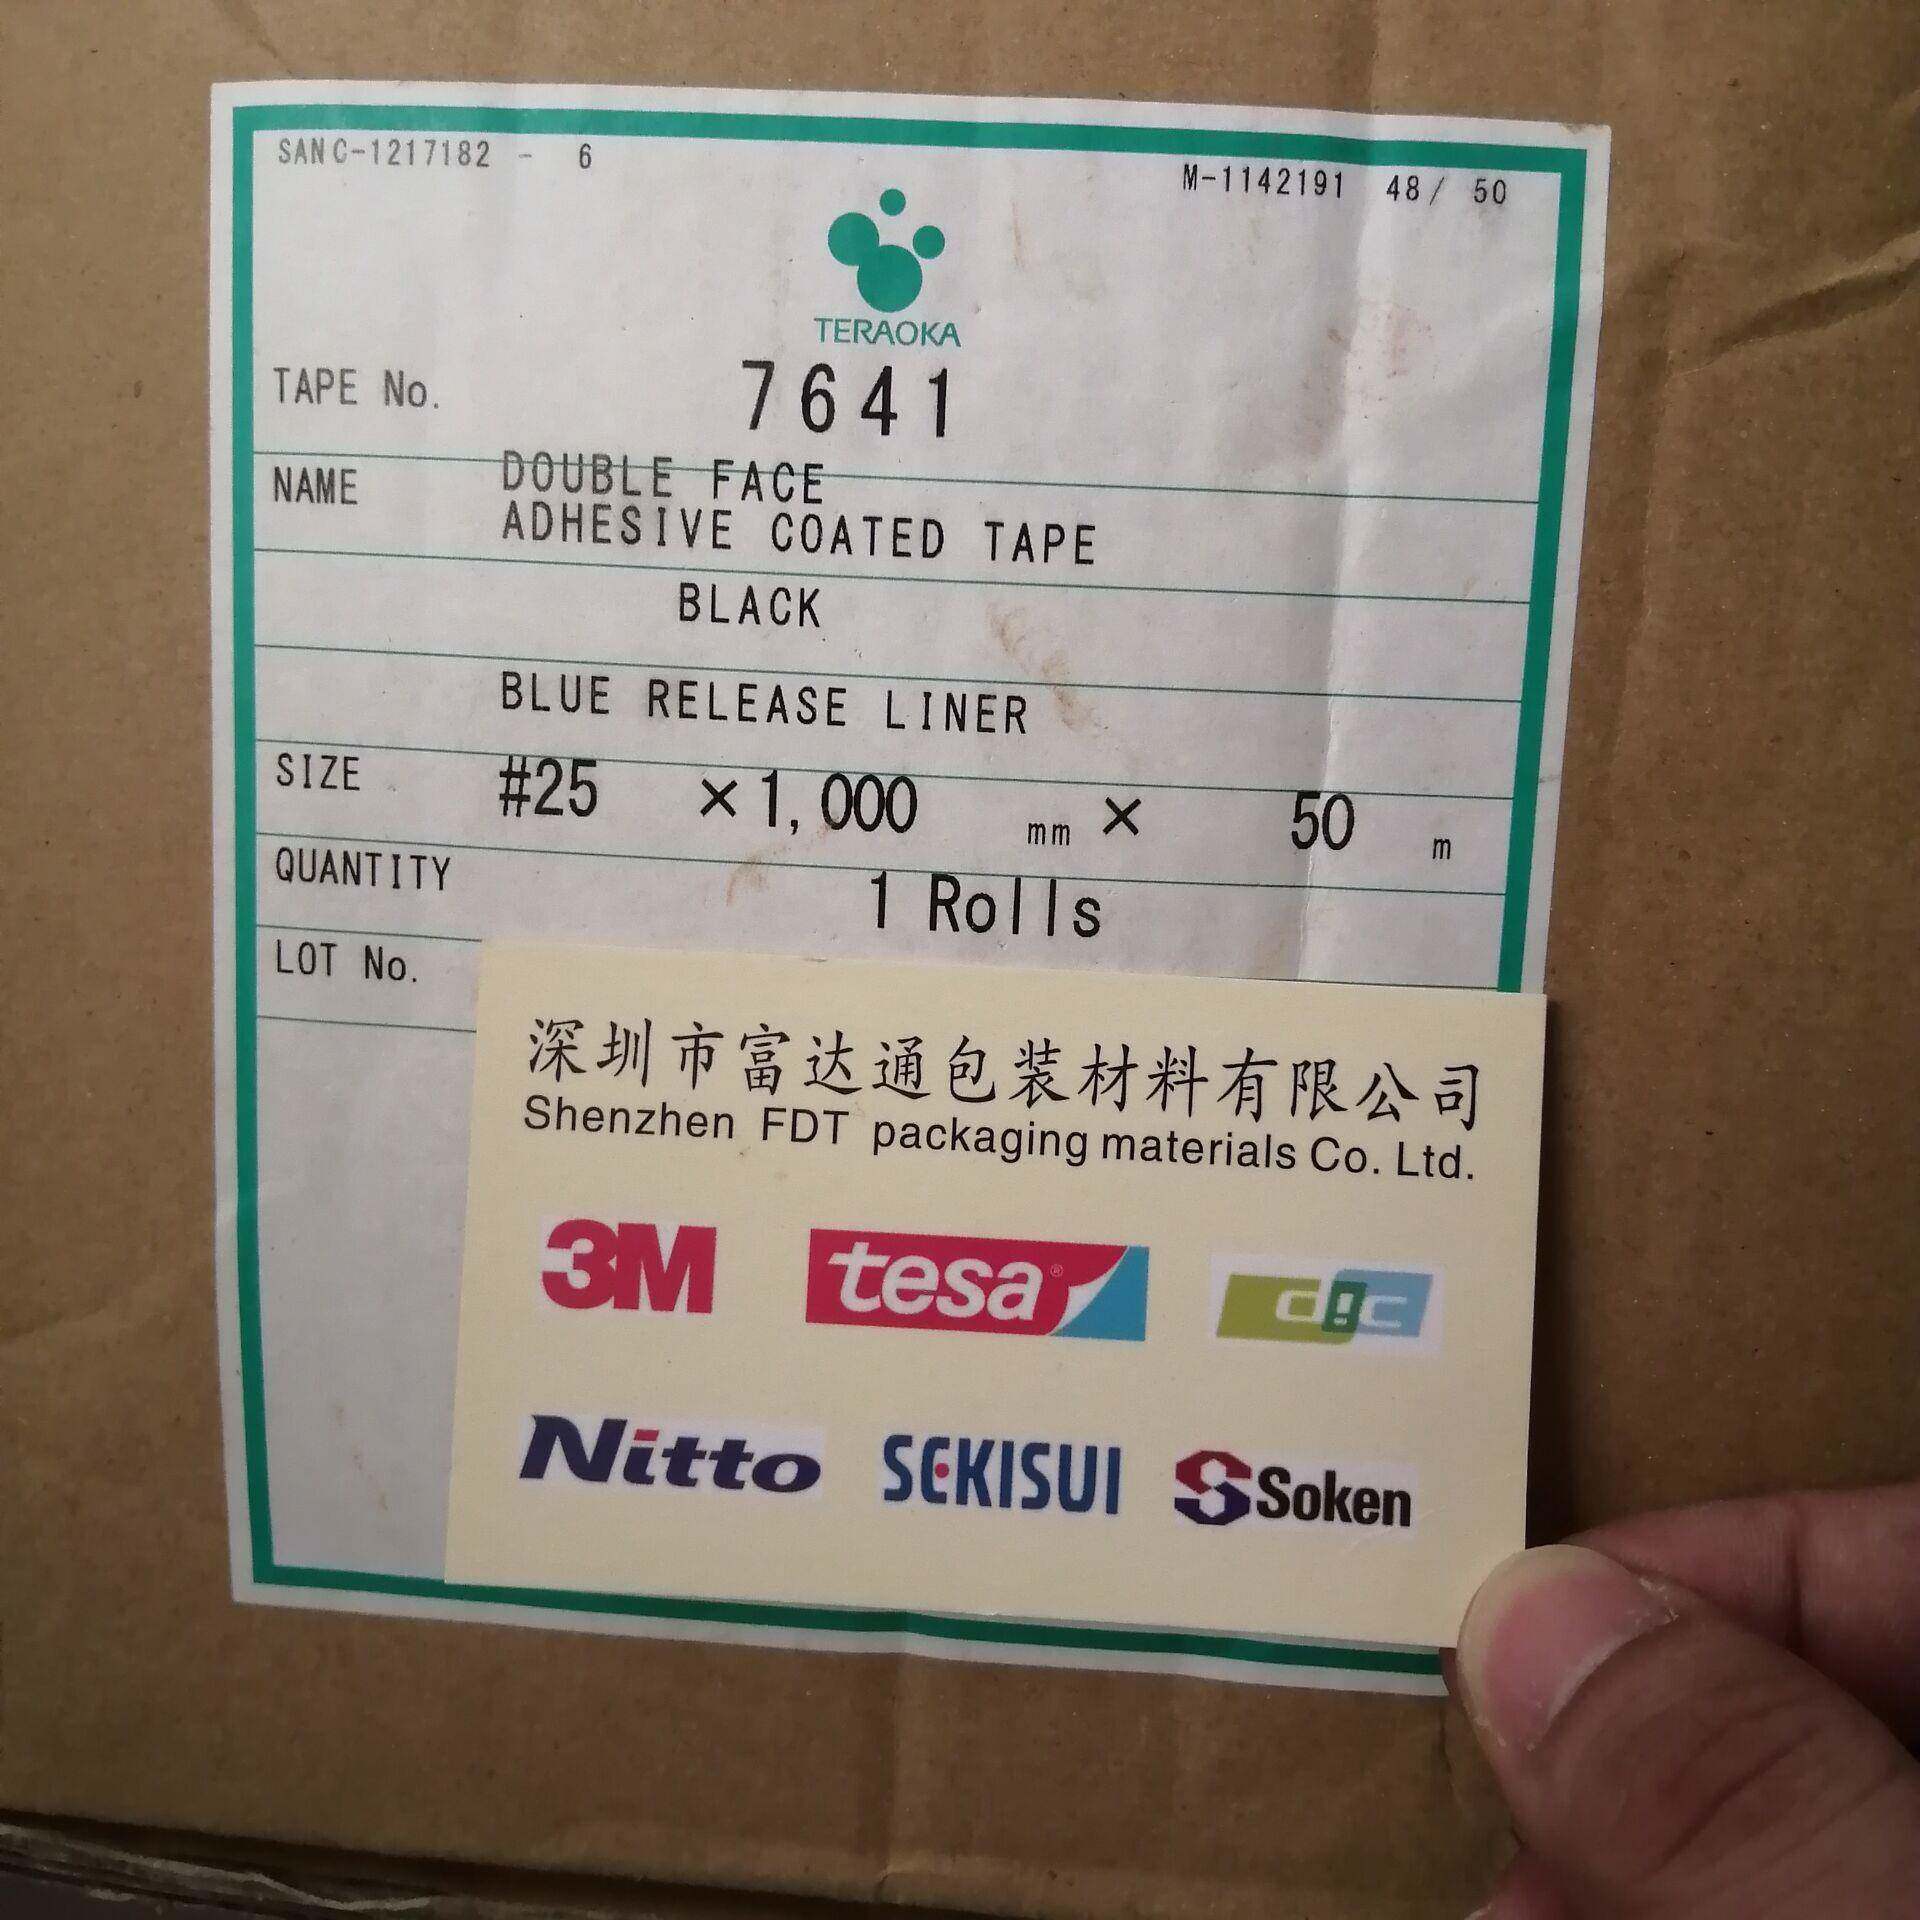 SANC-1217182 - 6
M-1142191 48/ 50
TERAOKA
TAPE No. 7641
NAME DOUBLE FACE
ADHESIVE COATED TAPE
BLACK
BLUE RELEASE LINER
SIZE #25 ×1,000 mm × 50 m
QUANTITY 1 Rolls
LOT No.
深圳市富达通包装材料有限公司
Shenzhen FDT packaging materials Co. Ltd.
3M tesa® dic
Nitto SEKISUI Soken